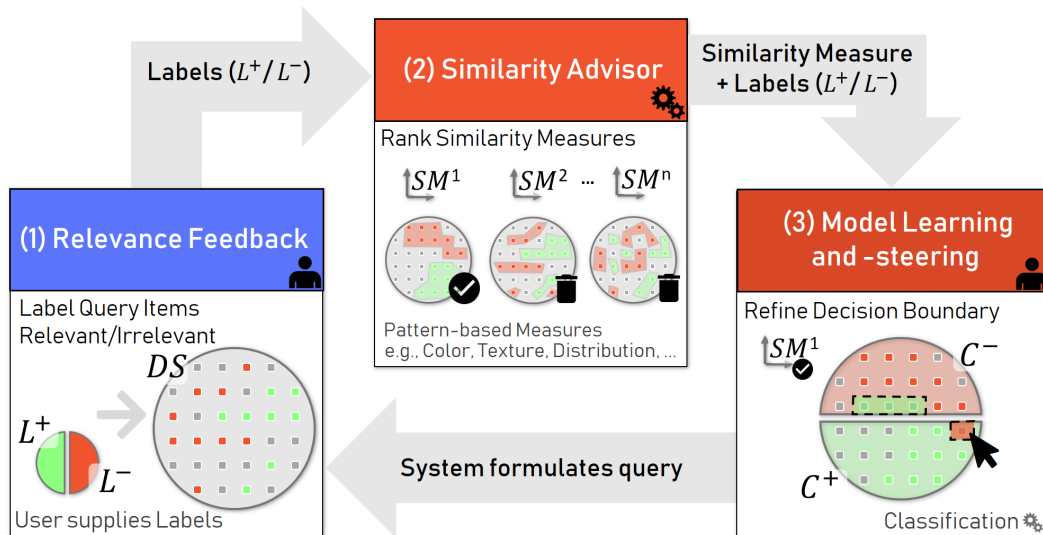 Labels (L⁺/L⁻)
(2) Similarity Advisor
Similarity Measure
+ Labels (L⁺/L⁻)
Rank Similarity Measures
SM¹
SM²
...
SMⁿ
Pattern-based Measures
e.g., Color, Texture, Distribution, ...
(1) Relevance Feedback
Label Query Items
Relevant/Irrelevant
DS
L⁺
L⁻
User supplies Labels
(3) Model Learning
and -steering
Refine Decision Boundary
SM¹
C⁻
C⁺
Classification
System formulates query